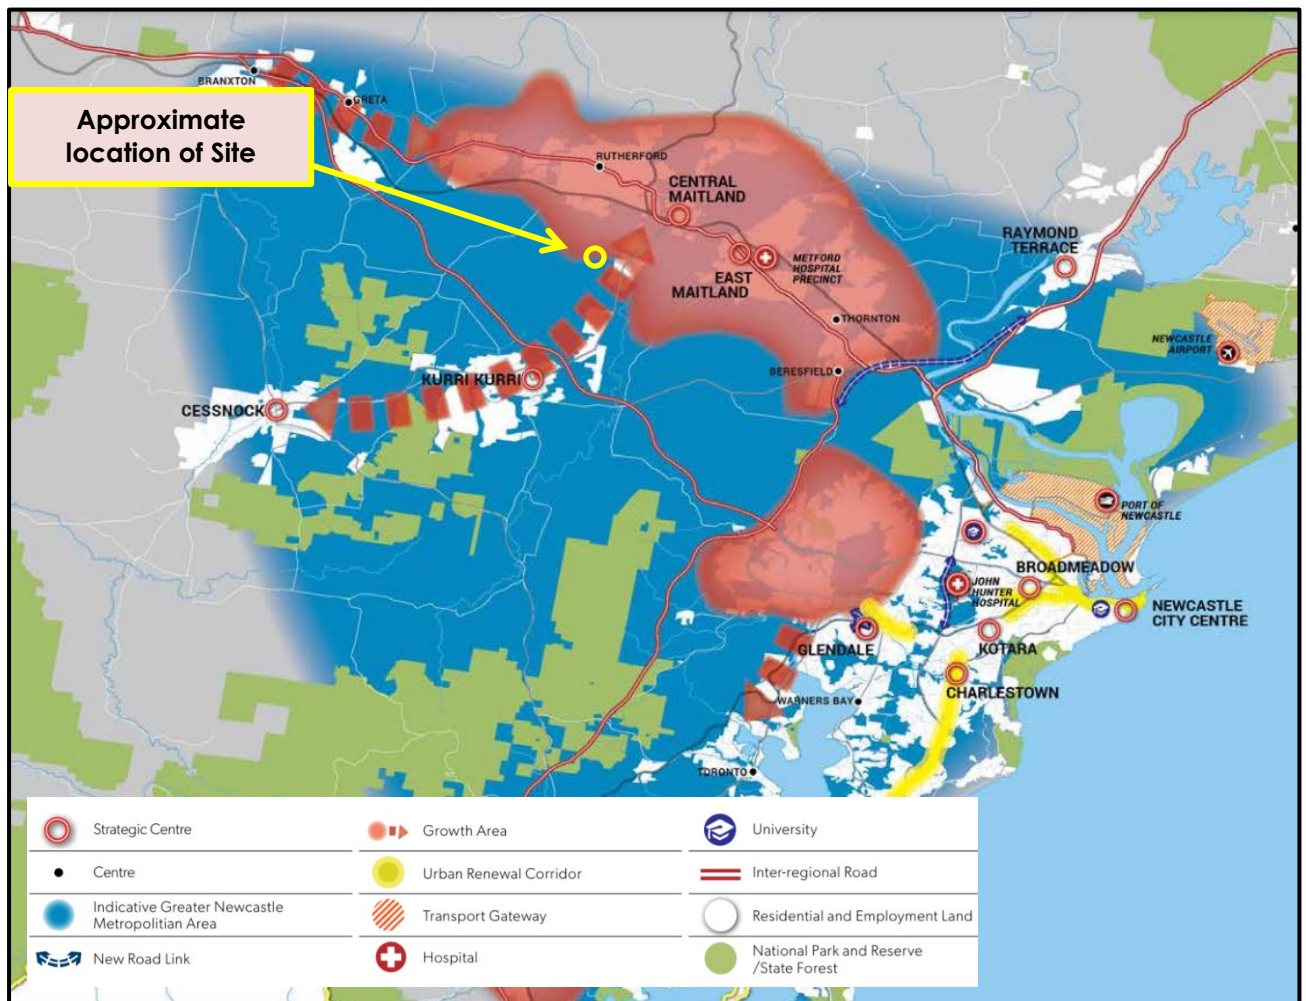 BRANXTON
GRETA
Approximate
location of Site
RUTHERFORD
CENTRAL
MAITLAND
RAYMOND
TERRACE
METFORD
HOSPITAL
PRECINCT
EAST
MAITLAND
THORNTON
NEWCASTLE
AIRPORT
BERESFIELD
KURRI KURRI
CESSNOCK
PORT OF
NEWCASTLE
BROADMEADOW
JOHN
HUNTER
HOSPITAL
NEWCASTLE
CITY CENTRE
GLENDALE
KOTARA
CHARLESTOWN
WARNERS BAY
TORONTO
Strategic Centre
Growth Area
University
Centre
Urban Renewal Corridor
Inter-regional Road
Indicative Greater Newcastle
Metropolitian Area
Transport Gateway
Residential and Employment Land
New Road Link
Hospital
National Park and Reserve
/State Forest